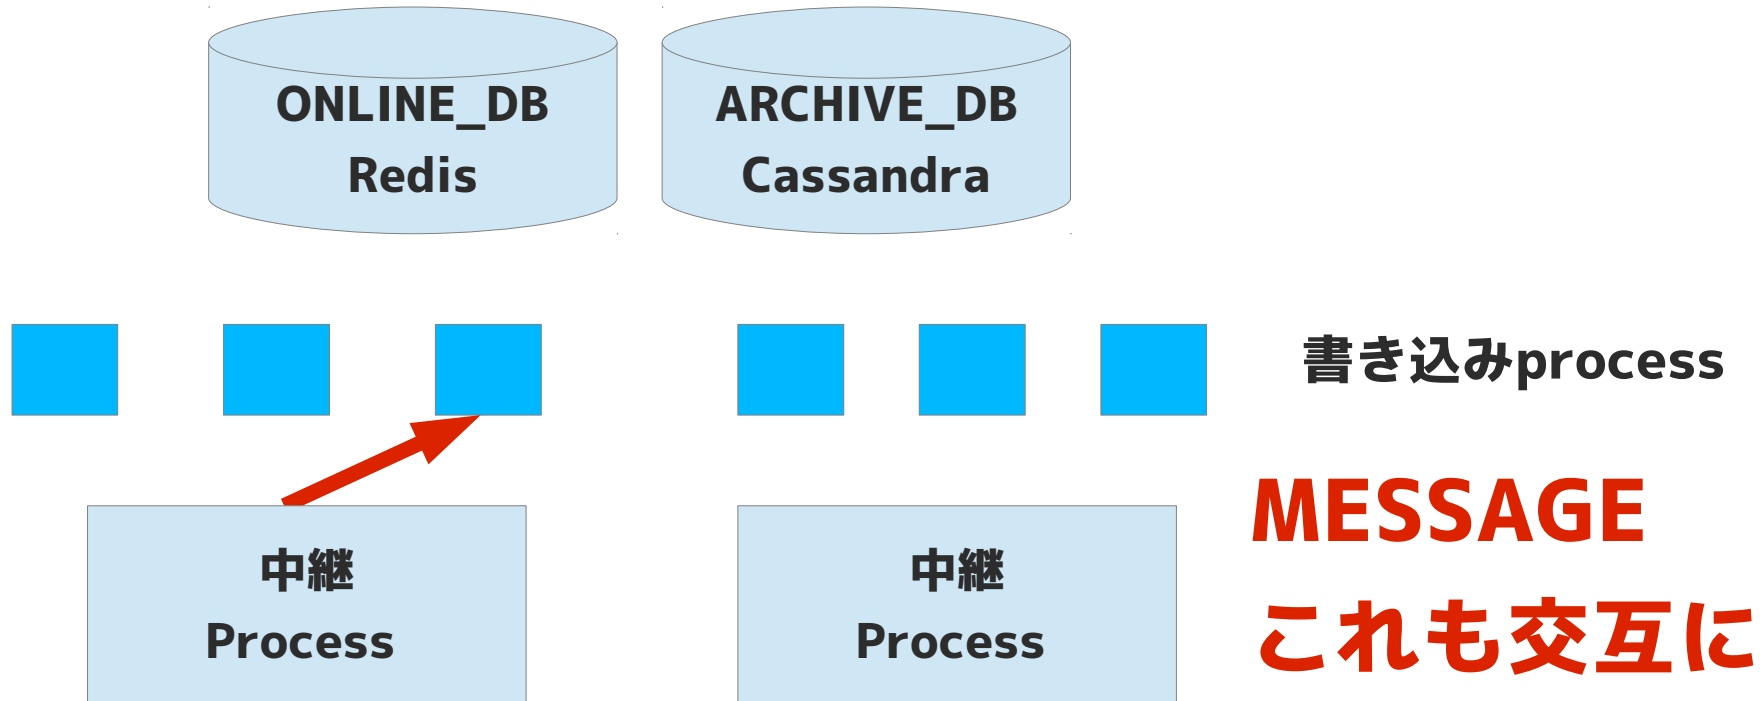 ONLINE_DB
Redis
ARCHIVE_DB
Cassandra
書き込みprocess
MESSAGE
これも交互に
中継
Process
中継
Process